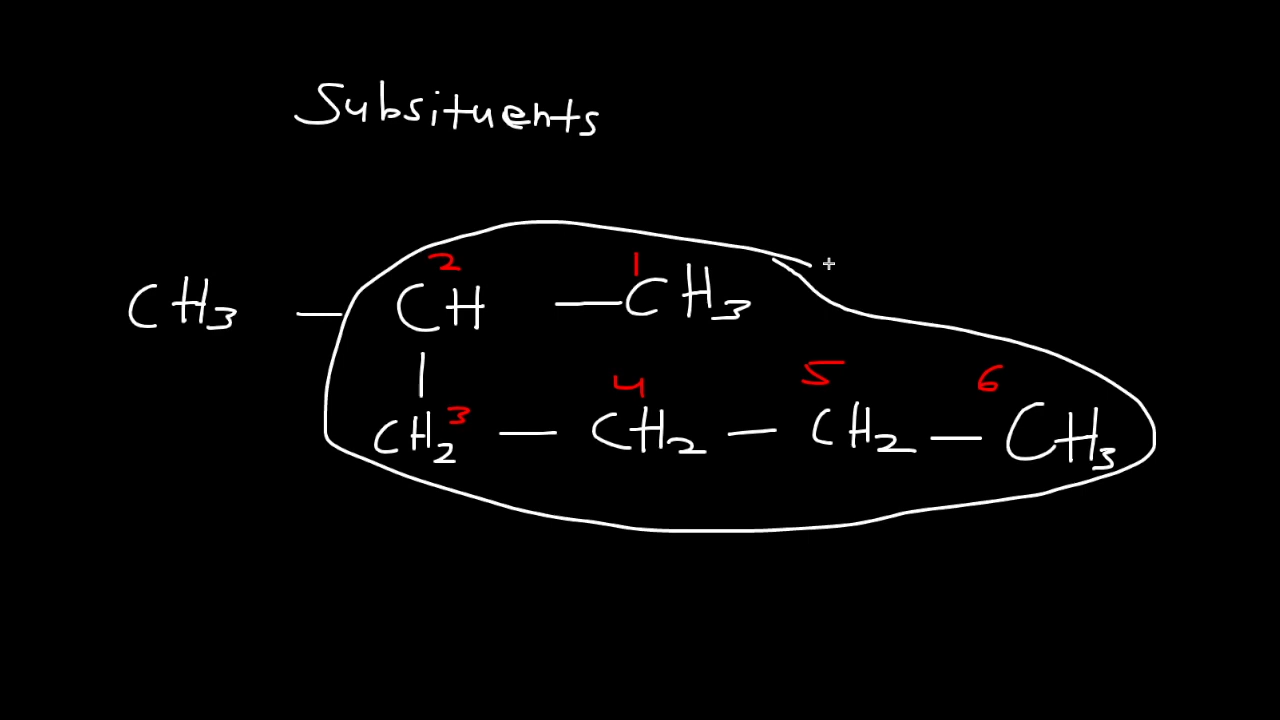 Subsituents
2 1
CH3 — CH — CH3
|
3 4 5 6
CH2 — CH2 — CH2 — CH3